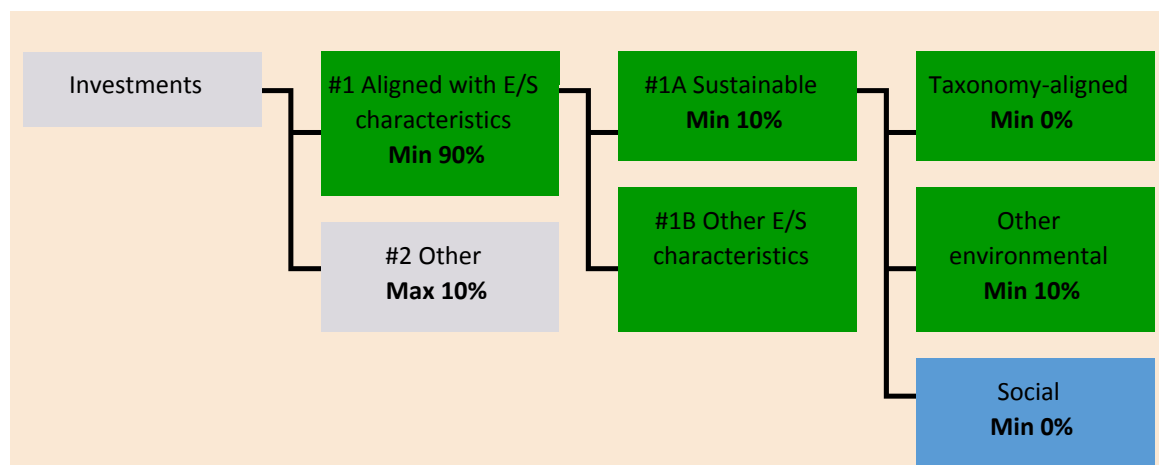 Investments
#1 Aligned with E/S
characteristics
Min 90%
#2 Other
Max 10%
#1A Sustainable
Min 10%
#1B Other E/S
characteristics
Taxonomy-aligned
Min 0%
Other
environmental
Min 10%
Social
Min 0%